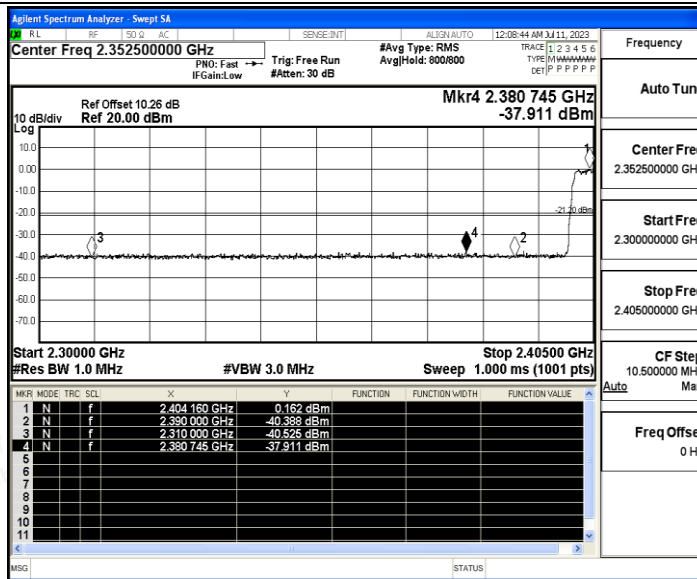 Agilent Spectrum Analyzer - Swept SA
RL RF 50 Ω AC SENSE:INT ALIGN AUTO 12:08:44 AM Jul 11, 2023
Center Freq 2.352500000 GHz
PNO: Fast
IFGain:Low
Trig: Free Run
#Atten: 30 dB
#Avg Type: RMS
Avg|Hold: 800/800
TRACE 1 2 3 4 5 6
TYPE M
DET P P P P P P
Mkr4 2.380 745 GHz
-37.911 dBm
Ref Offset 10.26 dB
10 dB/div Ref 20.00 dBm
Log
10.0
0.00
-10.0
-20.0
-30.0
-40.0
-50.0
-60.0
-70.0
1
-21.20 dBm
3
4
2
Start 2.30000 GHz Stop 2.40500 GHz
#Res BW 1.0 MHz #VBW 3.0 MHz Sweep 1.000 ms (1001 pts)
MKR MODE TRC SCL X Y FUNCTION FUNCTION WIDTH FUNCTION VALUE
1 N f 2.404 160 GHz 0.162 dBm
2 N f 2.390 000 GHz -40.388 dBm
3 N f 2.310 000 GHz -40.525 dBm
4 N f 2.380 745 GHz -37.911 dBm
5
6
7
8
9
10
11
MSG STATUS
Frequency
Auto Tun
Center Fre
2.352500000 GH
Start Fre
2.300000000 GH
Stop Fre
2.405000000 GH
CF Ste
10.500000 MH
Auto Ma
Freq Offse
0 H